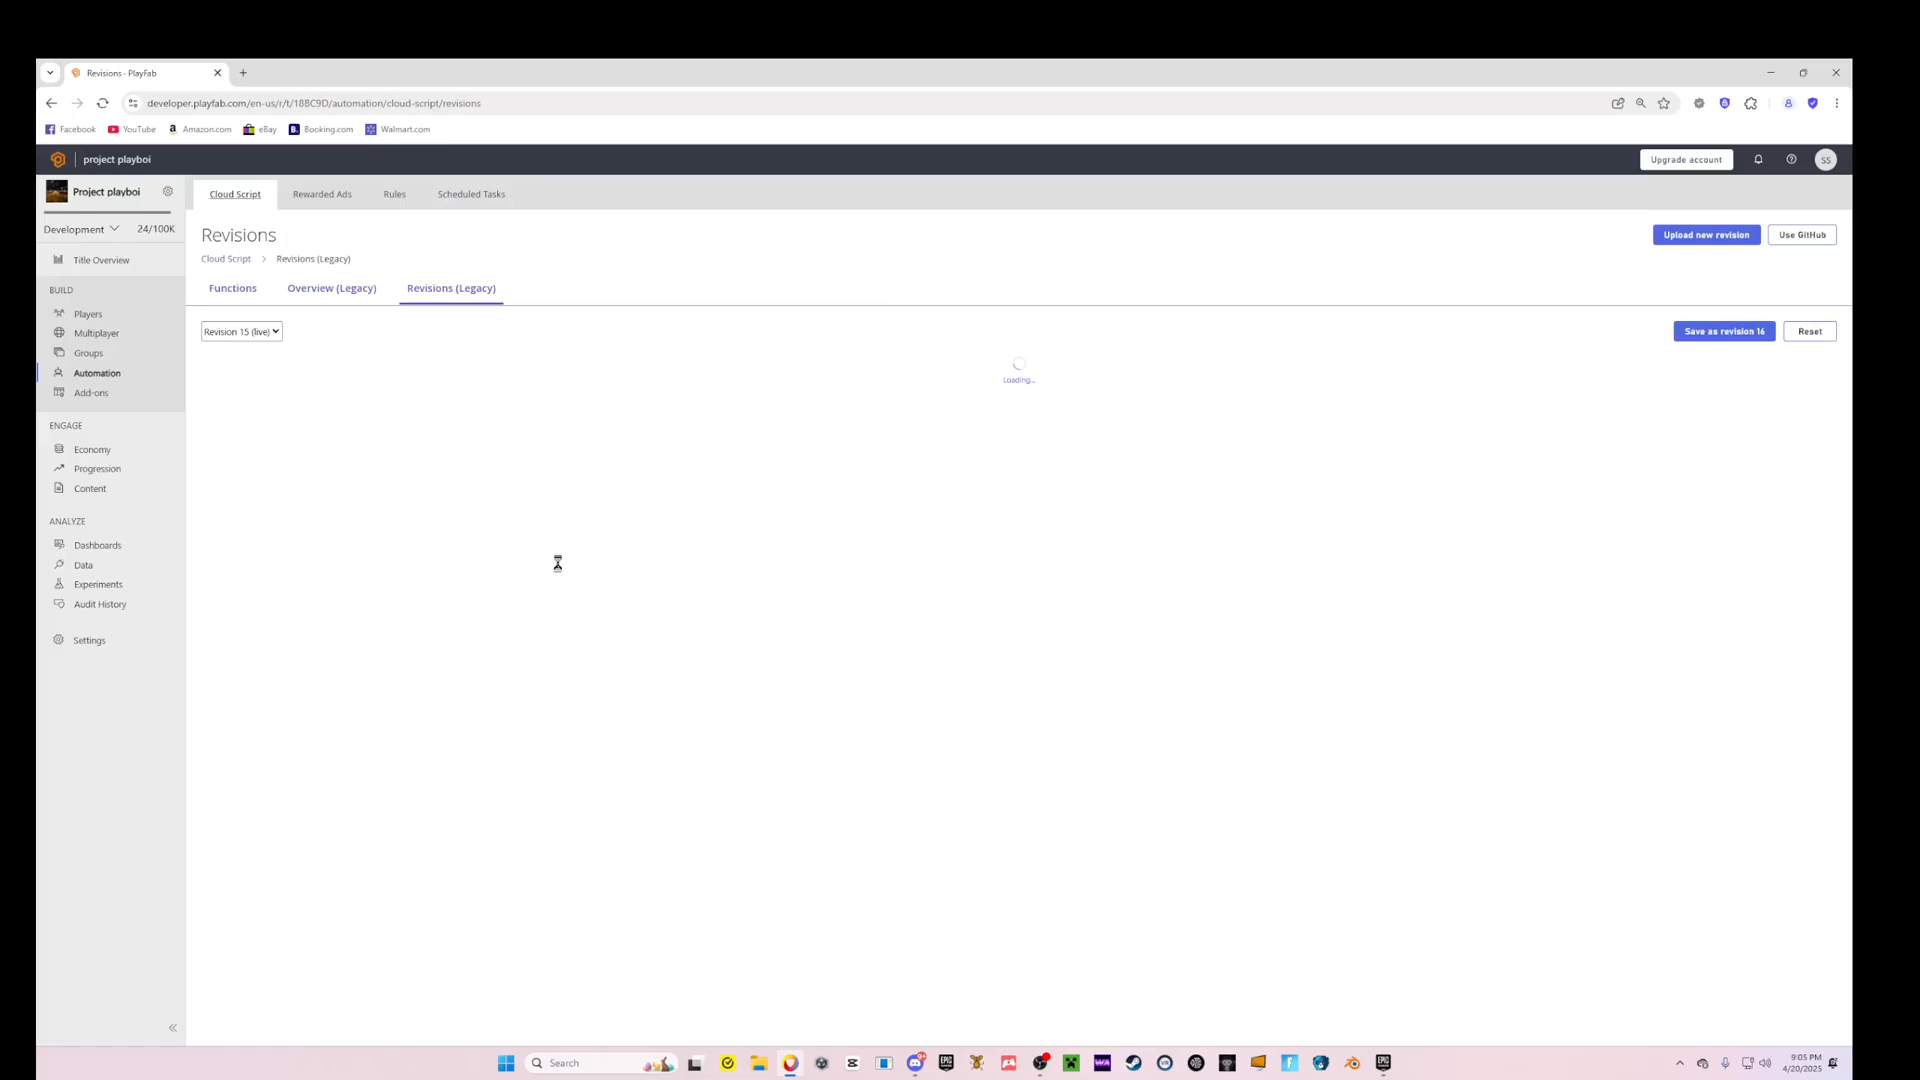 Revisions - PlayFab
developer.playfab.com/en-us/r/t/18BC9D/automation/cloud-script/revisions
Facebook YouTube Amazon.com eBay Booking.com Walmart.com
project playboi
Upgrade account
SS
Project playboi
Cloud Script Rewarded Ads Rules Scheduled Tasks
Development 24/100K
Revisions
Upload new revision Use GitHub
Title Overview
Cloud Script > Revisions (Legacy)
BUILD
Functions Overview (Legacy) Revisions (Legacy)
Players
Multiplayer
Revision 15 (live)
Save as revision 16 Reset
Groups
Automation
Loading...
Add-ons
ENGAGE
Economy
Progression
Content
ANALYZE
Dashboards
Data
Experiments
Audit History
Settings
Search
9:05 PM
4/20/2025